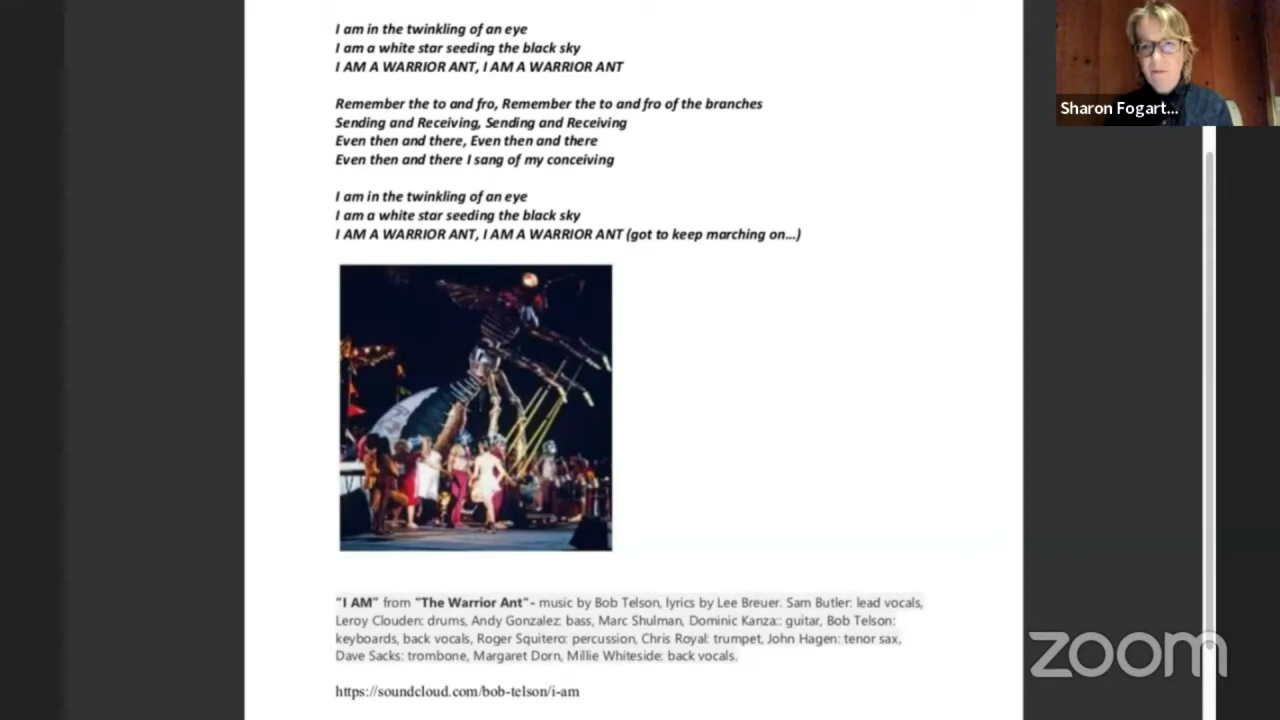 I am in the twinkling of an eye
I am a white star seeding the black sky
I AM A WARRIOR ANT, I AM A WARRIOR ANT
Remember the to and fro, Remember the to and fro of the branches
Sending and Receiving, Sending and Receiving
Even then and there, Even then and there
Even then and there I sang of my conceiving
I am in the twinkling of an eye
I am a white star seeding the black sky
I AM A WARRIOR ANT, I AM A WARRIOR ANT (got to keep marching on...)
"I AM" from "The Warrior Ant"- music by Bob Telson, lyrics by Lee Breuer. Sam Butler: lead vocals,
Leroy Clouden: drums, Andy Gonzalez: bass, Marc Shulman, Dominic Kanza:: guitar, Bob Telson:
keyboards, back vocals, Roger Squitero: percussion, Chris Royal: trumpet, John Hagen: tenor sax,
Dave Sacks: trombone, Margaret Dorn, Millie Whiteside: back vocals.
https://soundcloud.com/bob-telson/i-am
Sharon Fogart...
zoom